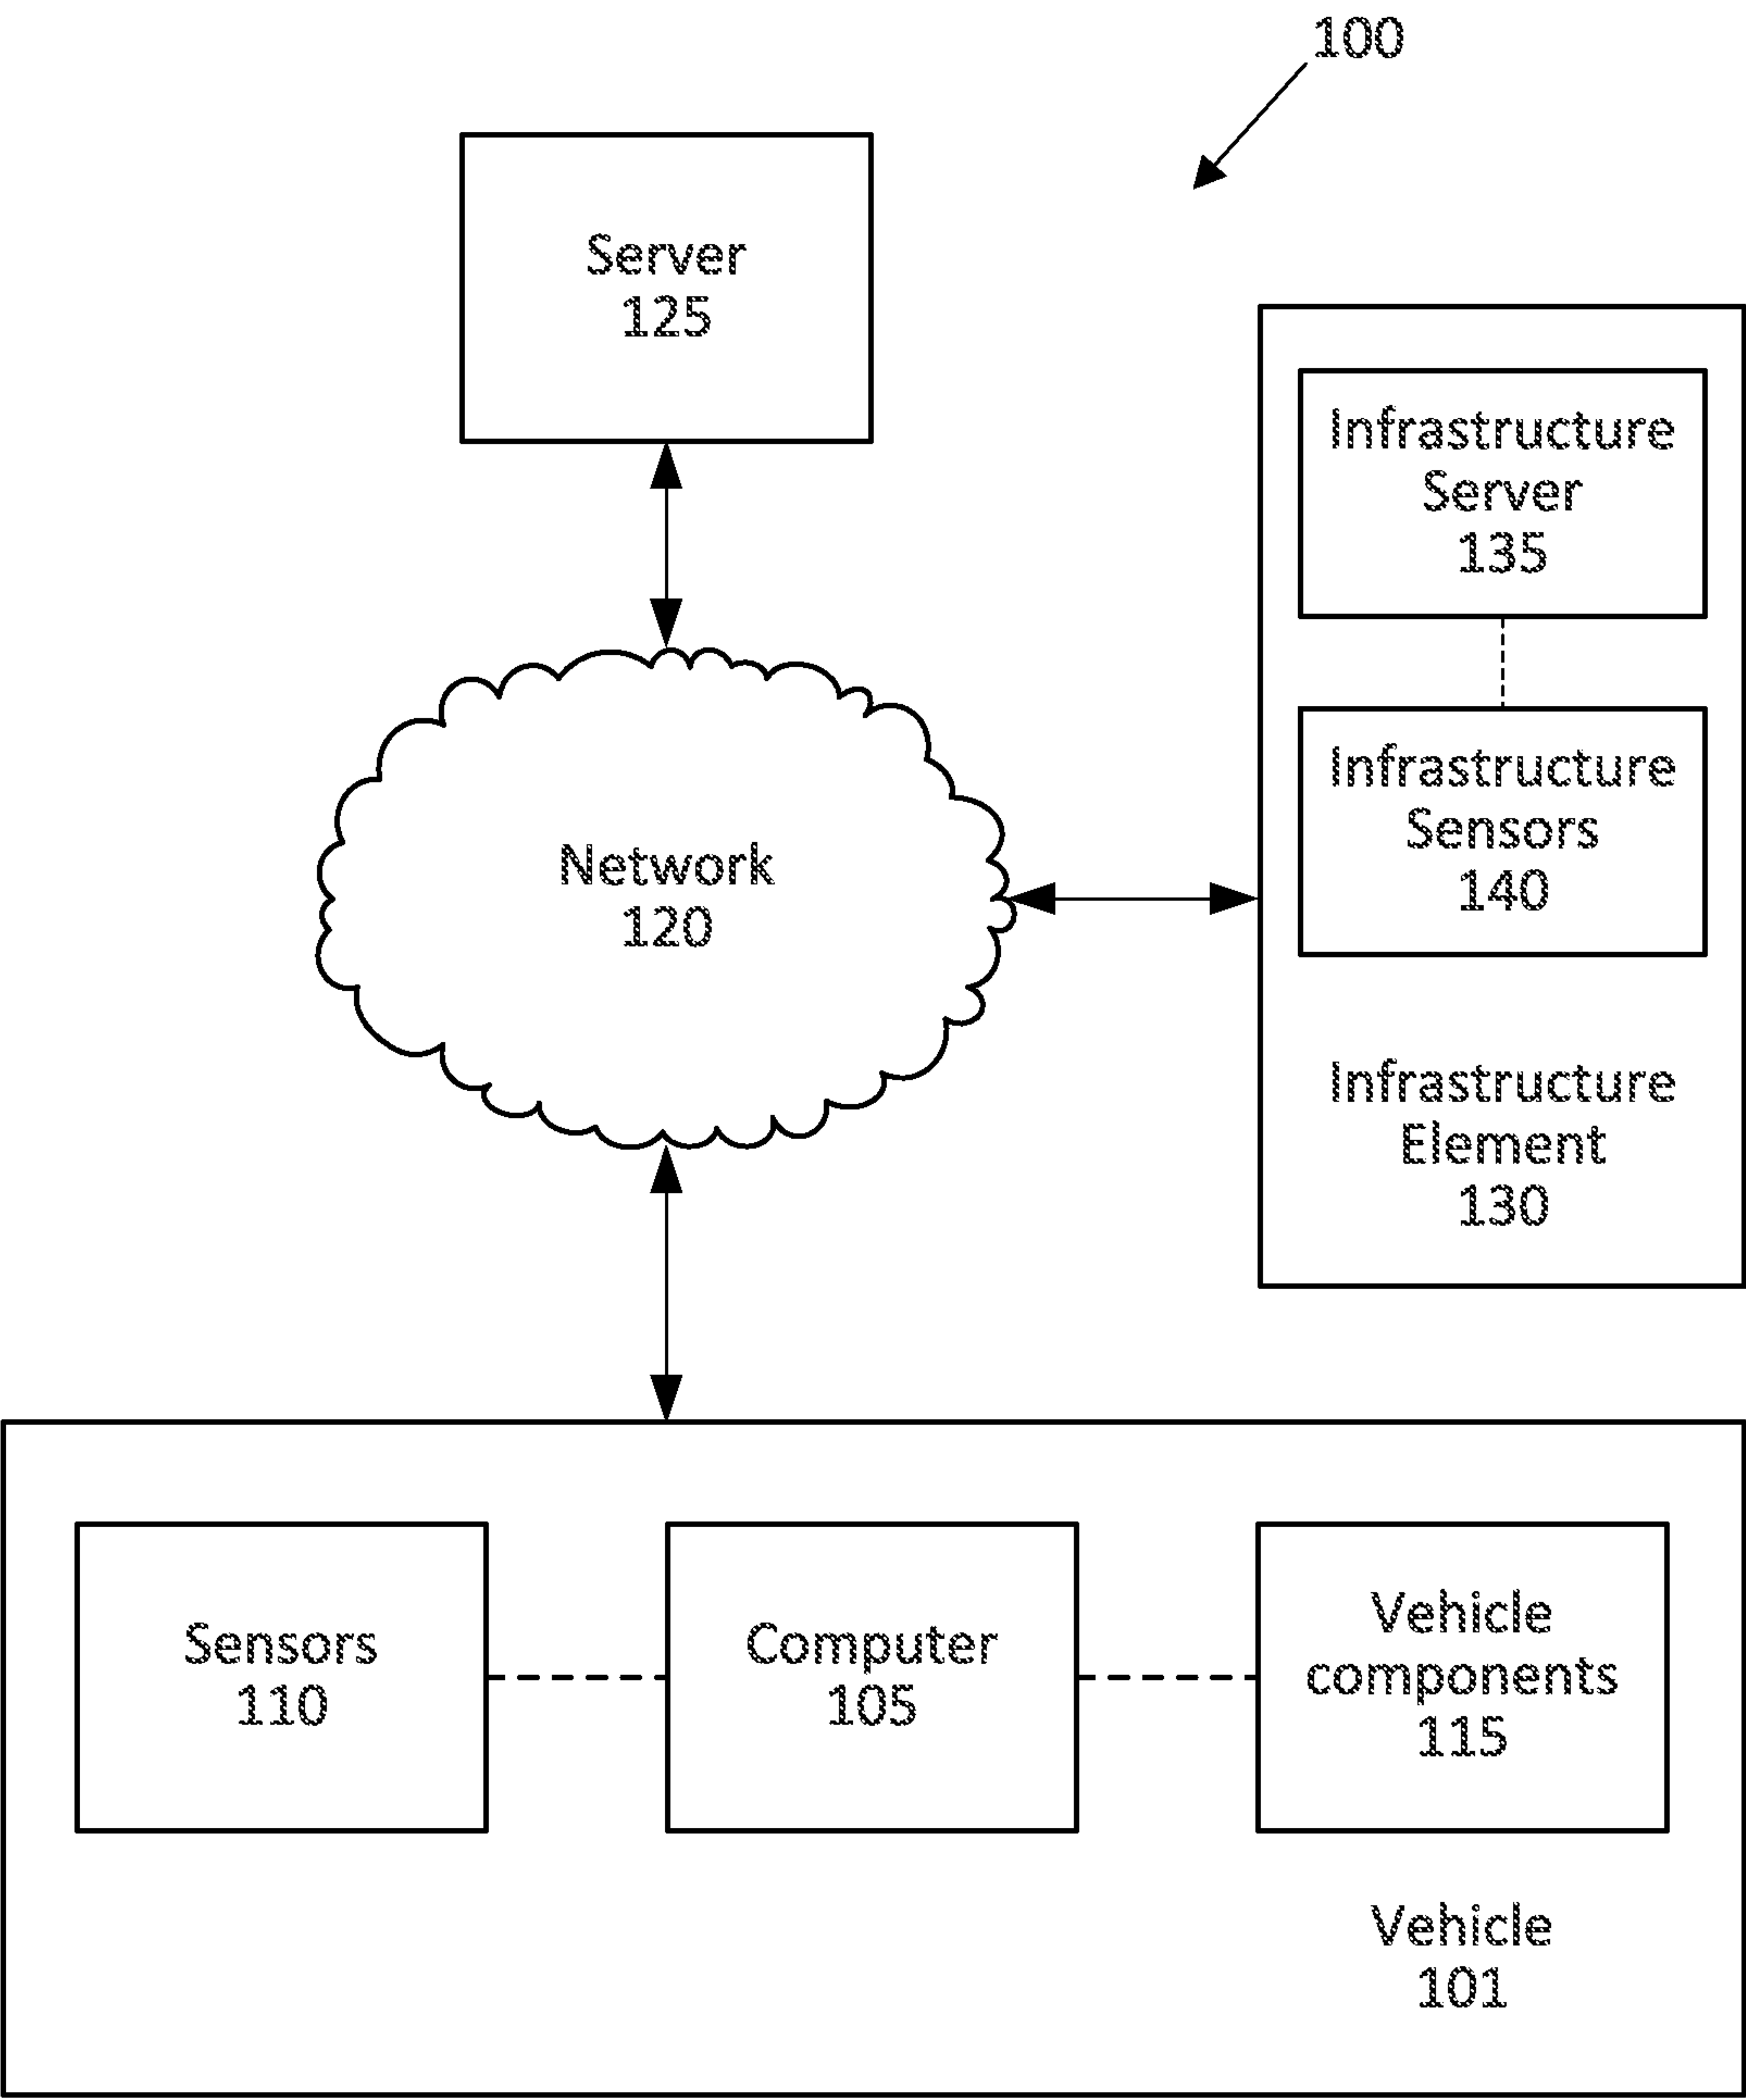 100
Server
125
Infrastructure
Server
135
Infrastructure
Sensors
140
Network
120
Infrastructure
Element
130
Sensors
110
Computer
105
Vehicle
components
115
Vehicle
101